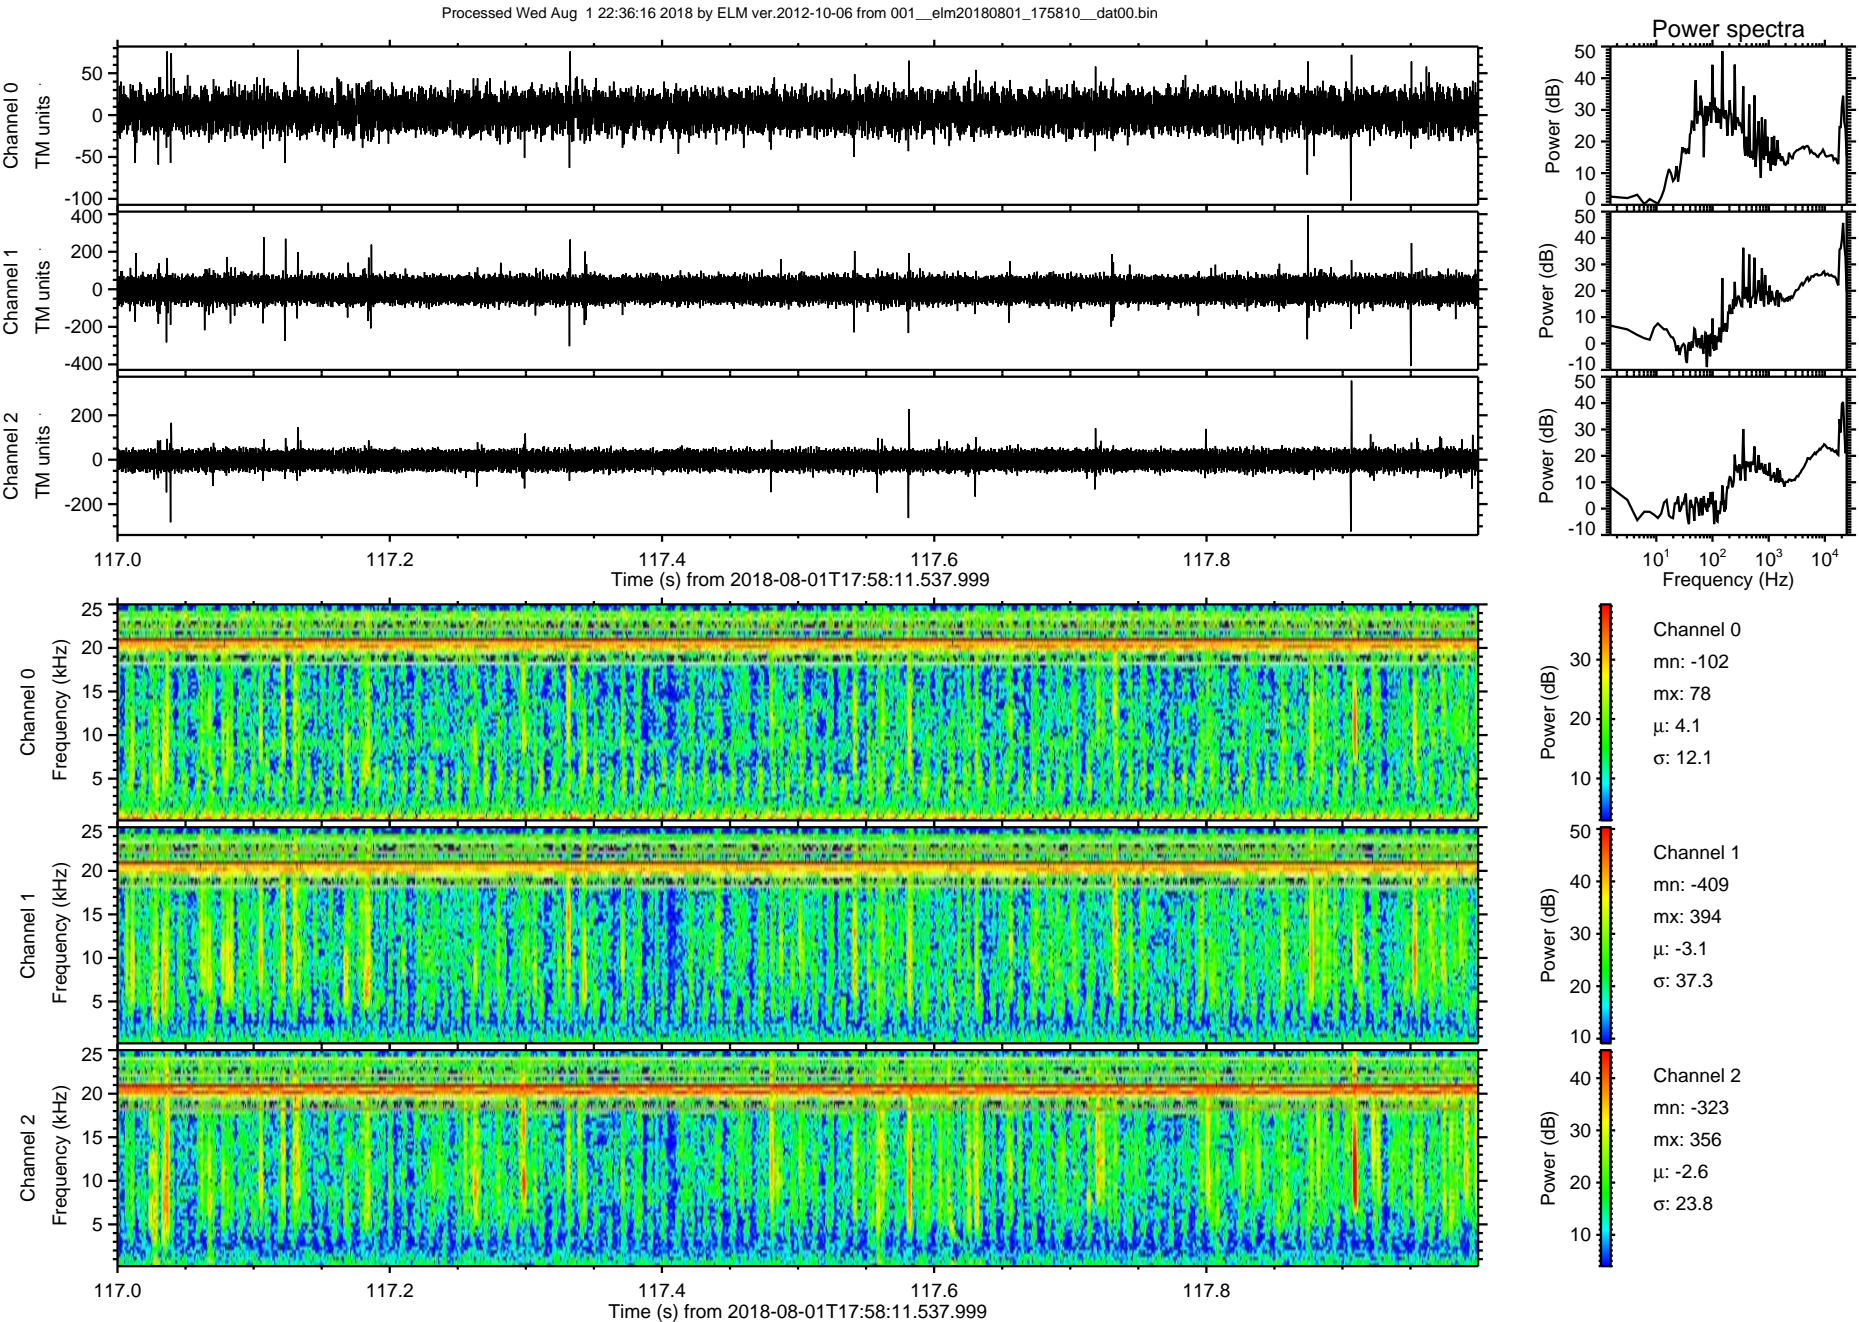 Processed Wed Aug  1 22:36:16 2018 by ELM ver.2012-10-06 from 001__elm20180801_175810__dat00.bin
Power spectra
Channel 0
TM units
50
0
-50
-100
Power (dB)
50
40
30
20
10
0
Channel 1
TM units
400
200
0
-200
-400
Power (dB)
50
40
30
20
10
0
-10
Channel 2
TM units
200
0
-200
Power (dB)
50
40
30
20
10
0
-10
117.0 117.2 117.4 117.6 117.8
Time (s) from 2018-08-01T17:58:11.537.999
10^1 10^2 10^3 10^4
Frequency (Hz)
Channel 0
Frequency (kHz)
25
20
15
10
5
Power (dB)
30
20
10
Channel 0
mn: -102
mx: 78
μ: 4.1
σ: 12.1
Channel 1
Frequency (kHz)
25
20
15
10
5
Power (dB)
50
40
30
20
10
Channel 1
mn: -409
mx: 394
μ: -3.1
σ: 37.3
Channel 2
Frequency (kHz)
25
20
15
10
5
Power (dB)
40
30
20
10
Channel 2
mn: -323
mx: 356
μ: -2.6
σ: 23.8
117.0 117.2 117.4 117.6 117.8
Time (s) from 2018-08-01T17:58:11.537.999